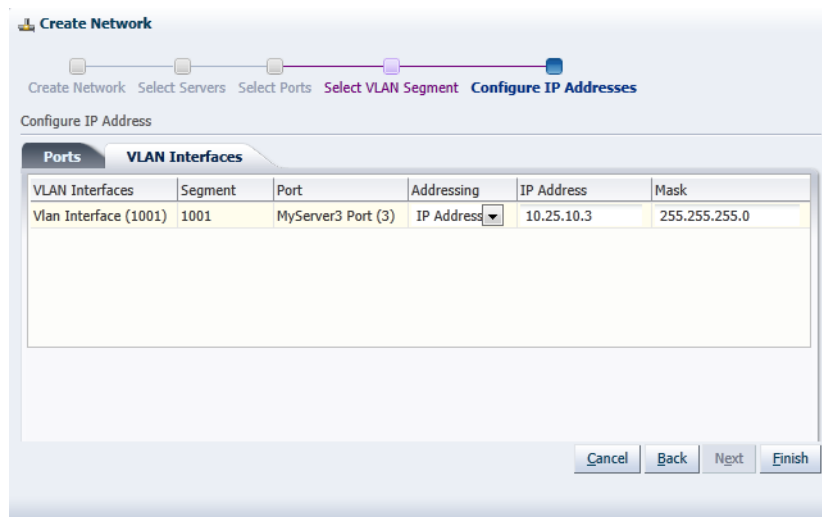 Create Network
Create Network Select Servers Select Ports Select VLAN Segment Configure IP Addresses
Configure IP Address
Ports VLAN Interfaces
VLAN Interfaces Segment Port Addressing IP Address Mask
Vlan Interface (1001) 1001 MyServer3 Port (3) IP Address 10.25.10.3 255.255.255.0
Cancel Back Next Finish